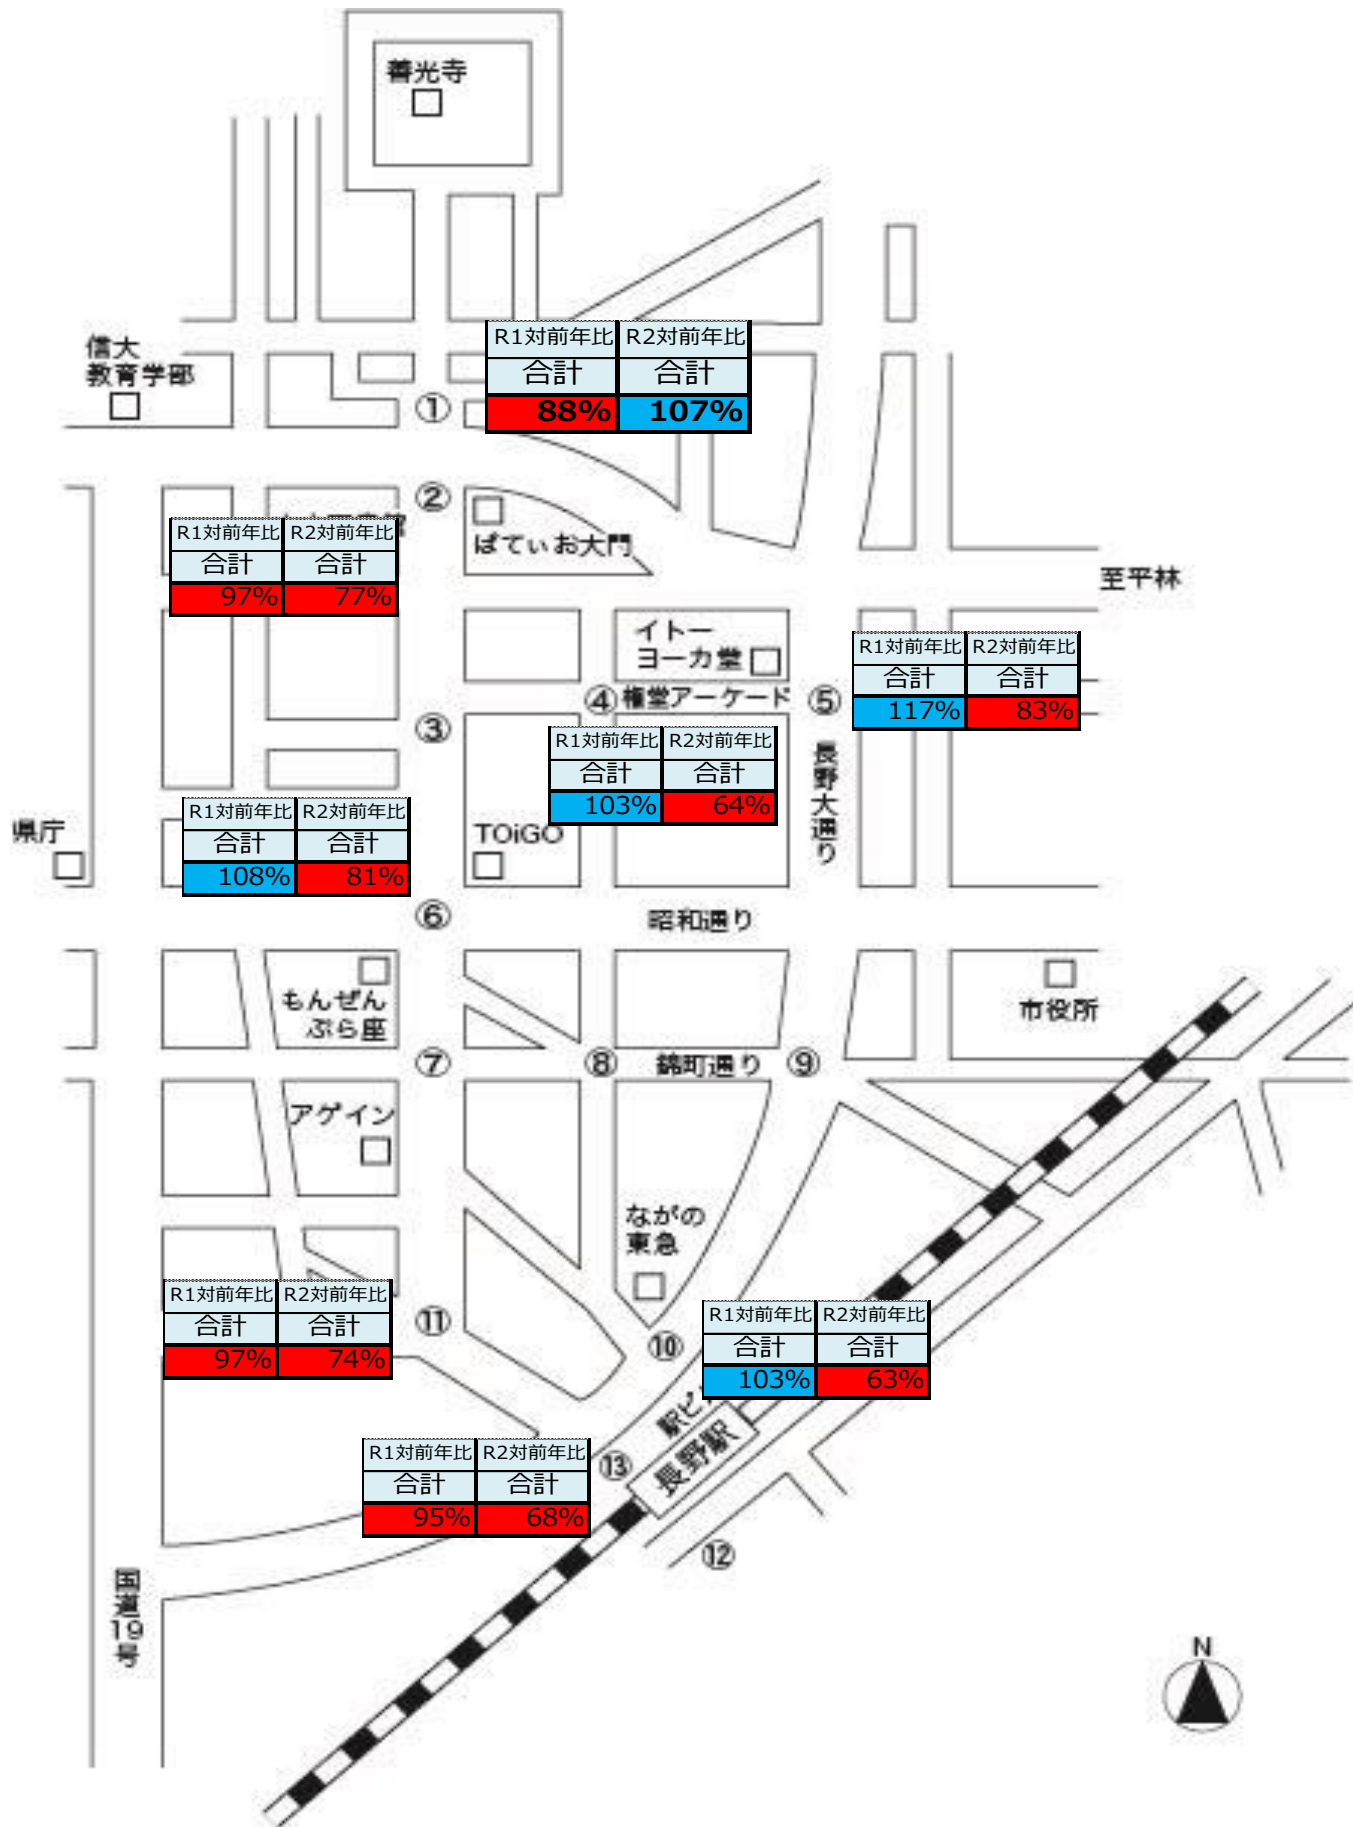 善光寺
信大
教育学部
R1対前年比 R2対前年比
合計 合計
88% 107%
①
②
ぱてぃお大門
R1対前年比 R2対前年比
合計 合計
97% 77%
至平林
イトー
ヨーカ堂
④ 権堂アーケード ⑤
R1対前年比 R2対前年比
合計 合計
117% 83%
③
R1対前年比 R2対前年比
合計 合計
103% 64%
長野大通り
R1対前年比 R2対前年比
合計 合計
108% 81%
県庁
TOiGO
⑥
昭和通り
もんぜん
ぷら座
市役所
⑦
⑧ 錦町通り ⑨
アゲイン
ながの
東急
R1対前年比 R2対前年比
合計 合計
97% 74%
⑪
⑩
R1対前年比 R2対前年比
合計 合計
103% 63%
駅ビ
長野駅
⑬
R1対前年比 R2対前年比
合計 合計
95% 68%
⑫
国道19号
N